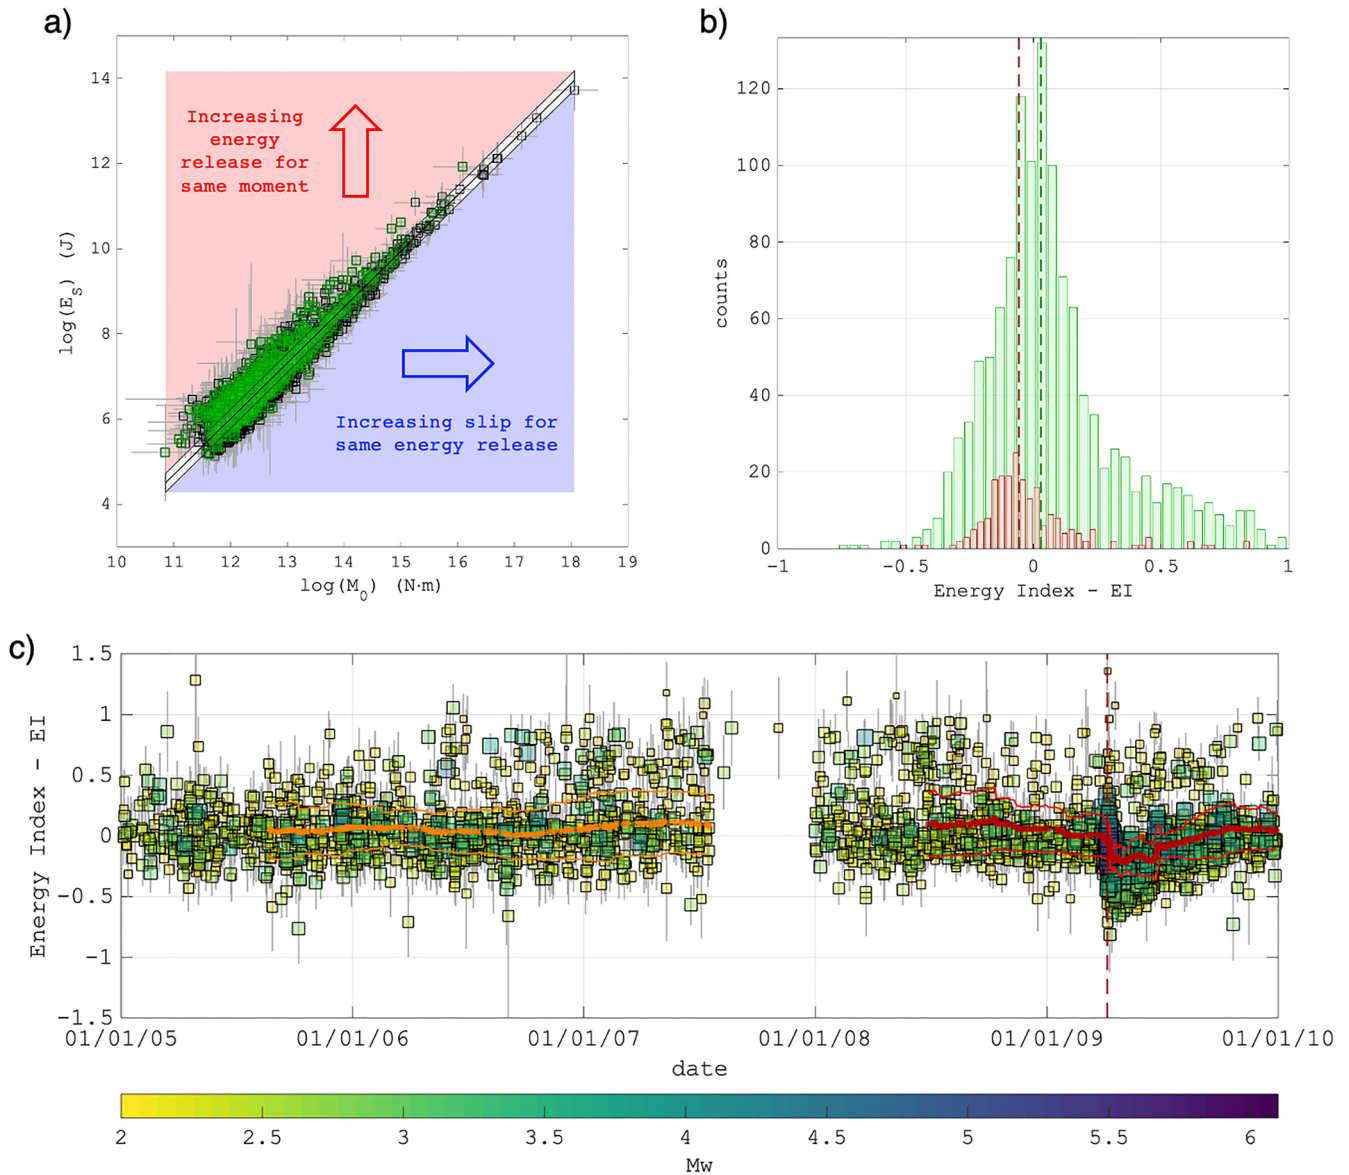 a)
14
12
10
8
6
4
log(E_S) (J)
Increasing
energy
release for
same moment
Increasing slip for
same energy release
10 11 12 13 14 15 16 17 18 19
log(M_0) (N·m)
b)
120
100
80
60
40
20
0
counts
-1 -0.5 0 0.5 1
Energy Index - EI
c)
1.5
1
0.5
0
-0.5
-1
-1.5
Energy Index - EI
01/01/05 01/01/06 01/01/07 01/01/08 01/01/09 01/01/10
date
2 2.5 3 3.5 4 4.5 5 5.5 6
Mw